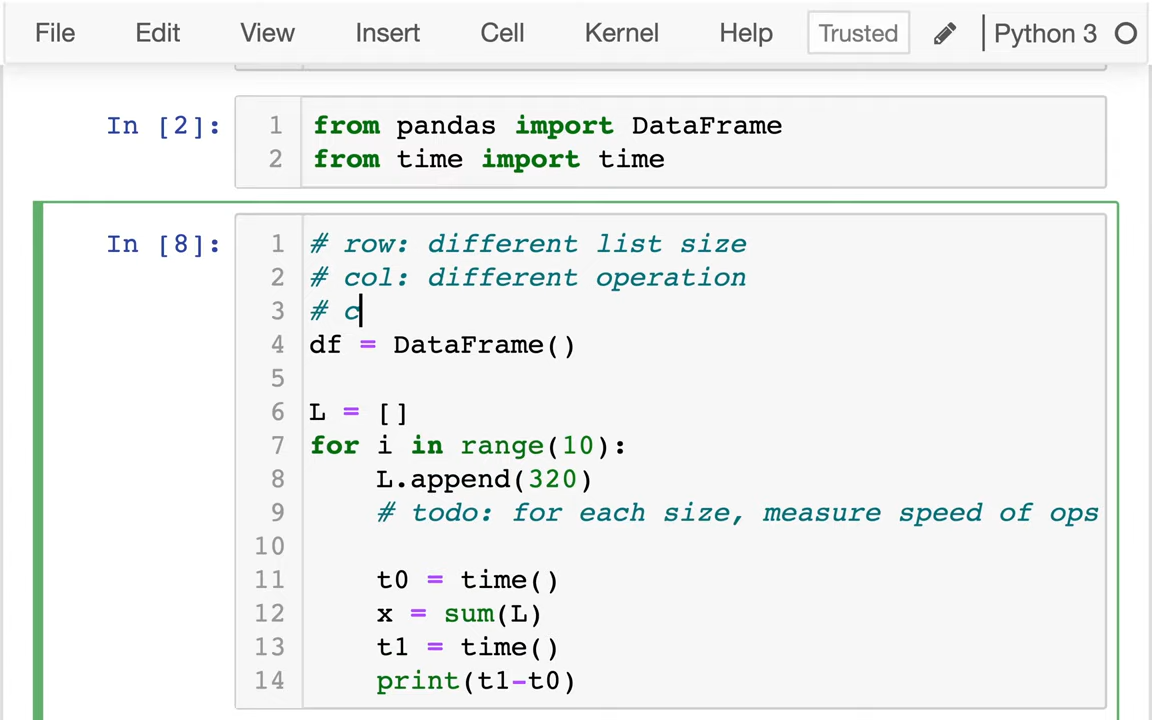 File Edit View Insert Cell Kernel Help Trusted Python 3
In [2]:
1 from pandas import DataFrame
2 from time import time
In [8]:
1 # row: different list size
2 # col: different operation
3 # c
4 df = DataFrame()
5
6 L = []
7 for i in range(10):
8     L.append(320)
9     # todo: for each size, measure speed of ops
10
11     t0 = time()
12     x = sum(L)
13     t1 = time()
14     print(t1-t0)